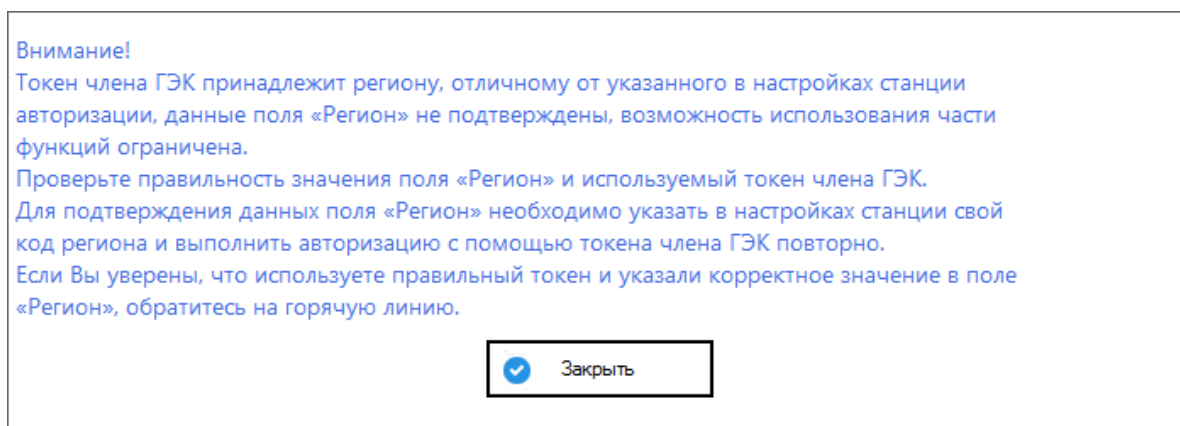 Внимание!
Токен члена ГЭК принадлежит региону, отличному от указанного в настройках станции
авторизации, данные поля «Регион» не подтверждены, возможность использования части
функций ограничена.
Проверьте правильность значения поля «Регион» и используемый токен члена ГЭК.
Для подтверждения данных поля «Регион» необходимо указать в настройках станции свой
код региона и выполнить авторизацию с помощью токена члена ГЭК повторно.
Если Вы уверены, что используете правильный токен и указали корректное значение в поле
«Регион», обратитесь на горячую линию.
Закрыть